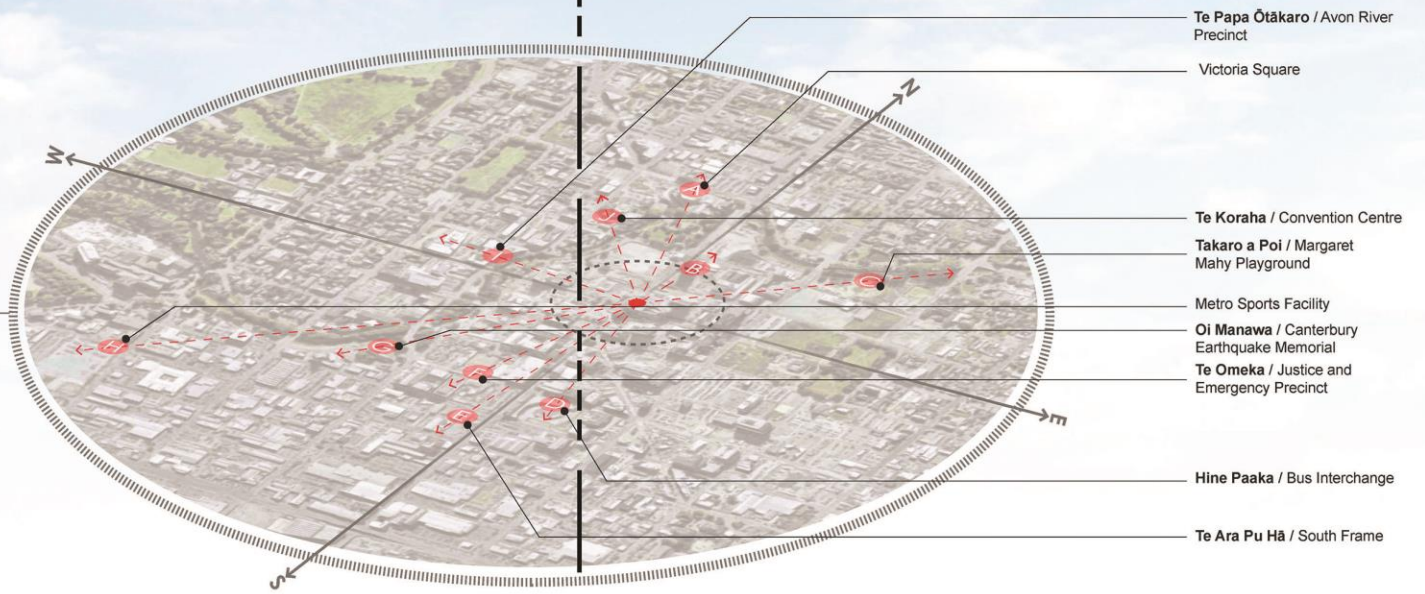 Te Papa Ōtākaro / Avon River
Precinct
Victoria Square
N
W
A
J
Te Koraha / Convention Centre
Takaro a Poi / Margaret
Mahy Playground
I
B
C
Metro Sports Facility
Oi Manawa / Canterbury
Earthquake Memorial
H
G
Te Omeka / Justice and
Emergency Precinct
F
E
D
E
Hine Paaka / Bus Interchange
Te Ara Pu Hā / South Frame
S